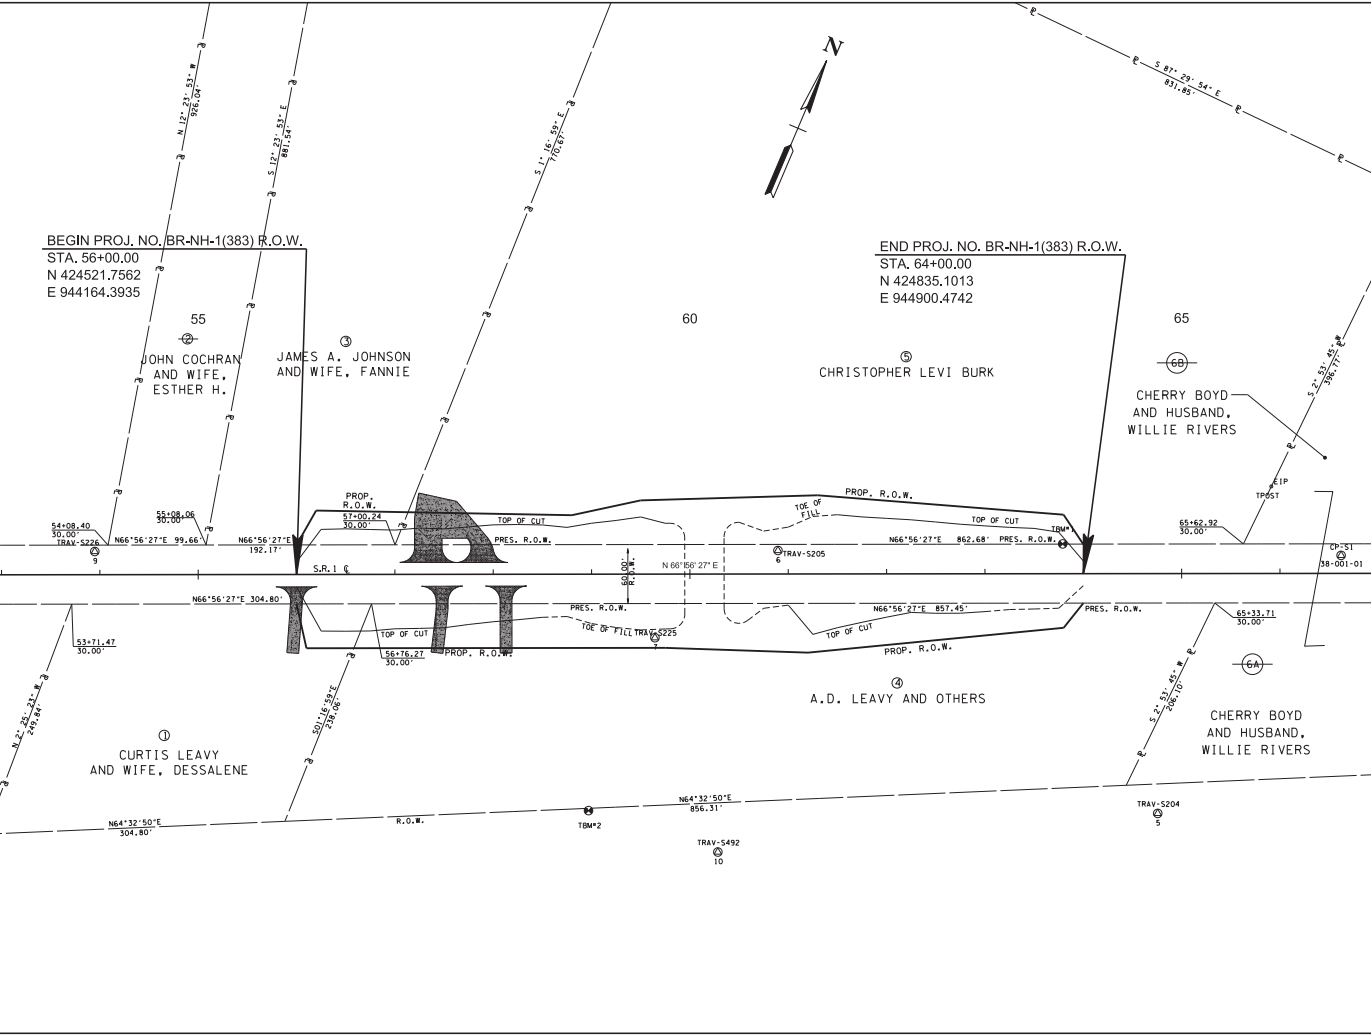 N
S 87° 29' 54" E
831.85'
N 12° 23' 53" W
926.04'
S 12° 23' 53" E
881.54'
S 1° 16' 59" E
770.67'
BEGIN PROJ. NO. BR-NH-1(383) R.O.W.
STA. 56+00.00
N 424521.7562
E 944164.3935
END PROJ. NO. BR-NH-1(383) R.O.W.
STA. 64+00.00
N 424835.1013
E 944900.4742
55
60
65
2
JOHN COCHRAN
AND WIFE,
ESTHER H.
3
JAMES A. JOHNSON
AND WIFE, FANNIE
5
CHRISTOPHER LEVI BURK
6B
CHERRY BOYD
AND HUSBAND,
WILLIE RIVERS
S 2° 53' 45" W
396.77'
EIP
TPOST
PROP.
R.O.W.
57+00.24
30.00'
TOP OF CUT
TOE OF
FILL
PROP. R.O.W.
TOP OF CUT
54+08.40
30.00'
TRAV-S226
9
55+08.06
30.00'
N66°56'27"E 99.66'
N66°56'27"E
192.17'
PRES. R.O.W.
TRAV-S205
6
N66°56'27"E 862.68' PRES. R.O.W.
65+62.92
30.00'
CP-S1
38-001-01
S.R.1 ℄
60.00'
R.O.W.
N 66°56' 27" E
N66°56'27"E 304.80'
PRES. R.O.W.
N66°56'27"E 857.45'
PRES. R.O.W.
65+33.71
30.00'
53+71.47
30.00'
TOP OF CUT
TOE OF FILL
TRAV-S225
7
TOP OF CUT
56+76.27
30.00'
PROP. R.O.W.
PROP. R.O.W.
6A
N 2° 25' 23" W
249.84'
S01°16'59"E
238.06'
4
A.D. LEAVY AND OTHERS
S 2° 53' 45" W
206.10'
CHERRY BOYD
AND HUSBAND,
WILLIE RIVERS
1
CURTIS LEAVY
AND WIFE, DESSALENE
N64°32'50"E
304.80'
R.O.W.
TBM#2
N64°32'50"E
856.31'
TRAV-S204
5
TRAV-S492
10